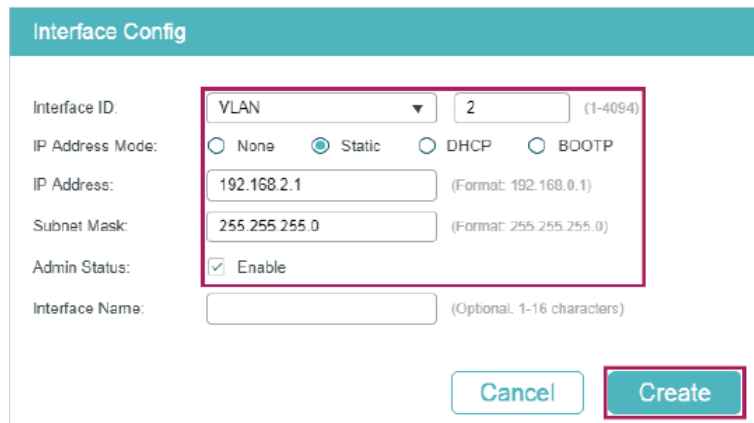 Interface Config
Interface ID: VLAN 2 (1-4094)
IP Address Mode: None Static DHCP BOOTP
IP Address: 192.168.2.1 (Format: 192.168.0.1)
Subnet Mask: 255.255.255.0 (Format: 255.255.255.0)
Admin Status: Enable
Interface Name: (Optional. 1-16 characters)
Cancel Create